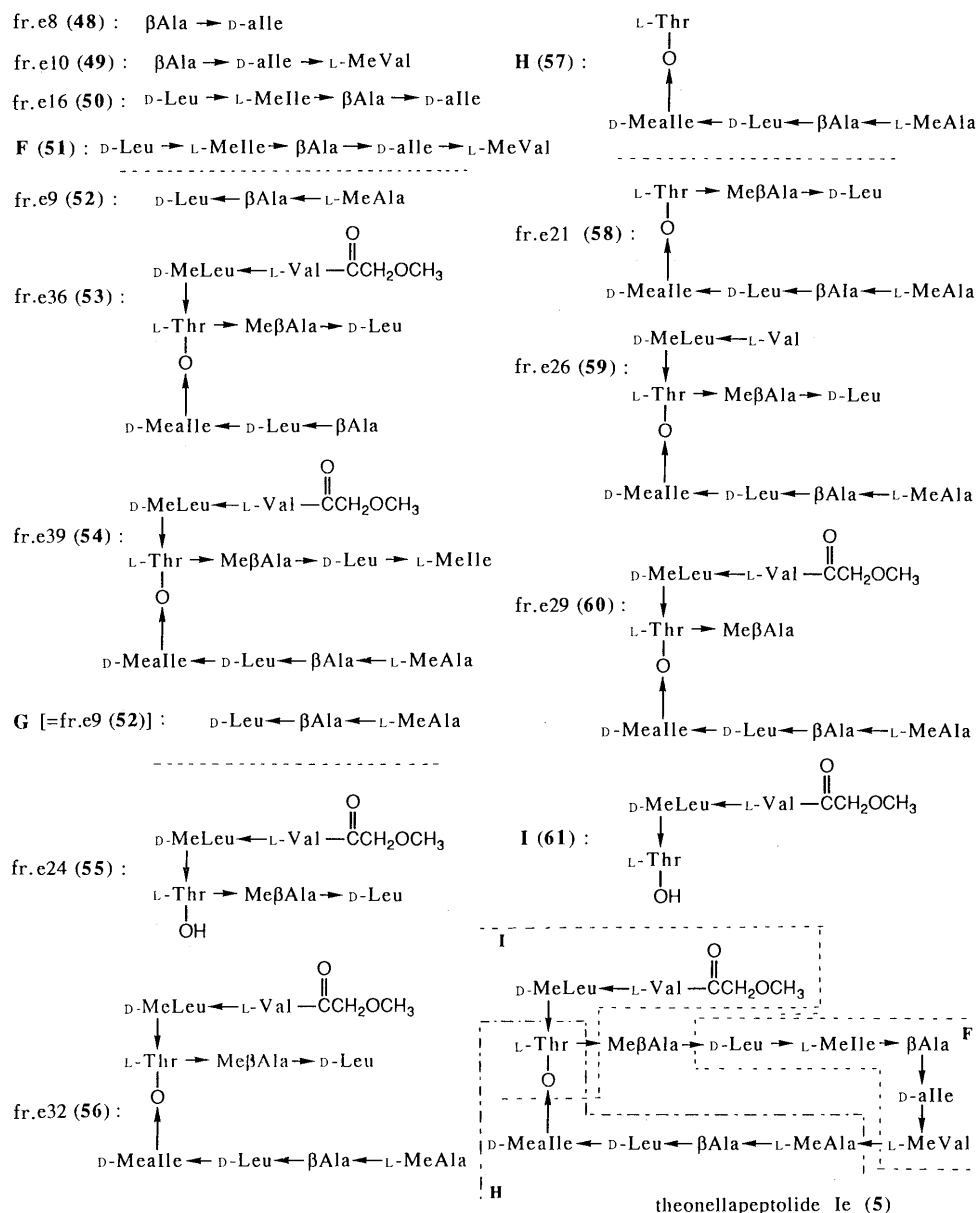 fr.e8 (48) : βAla → D-aIle
fr.e10 (49) : βAla → D-aIle → L-MeVal
fr.e16 (50) : D-Leu → L-MeIle → βAla → D-aIle
F (51) : D-Leu → L-MeIle → βAla → D-aIle → L-MeVal
fr.e9 (52) : D-Leu ← βAla ← L-MeAla
O
D-MeLeu ← L-Val — CCH2OCH3
fr.e36 (53) :
L-Thr → MeβAla → D-Leu
O
D-MeaIle ← D-Leu ← βAla
O
D-MeLeu ← L-Val — CCH2OCH3
fr.e39 (54) :
L-Thr → MeβAla → D-Leu → L-MeIle
O
D-MeaIle ← D-Leu ← βAla ← L-MeAla
G [=fr.e9 (52)] : D-Leu ← βAla ← L-MeAla
O
D-MeLeu ← L-Val — CCH2OCH3
fr.e24 (55) :
L-Thr → MeβAla → D-Leu
OH
O
D-MeLeu ← L-Val — CCH2OCH3
L-Thr → MeβAla → D-Leu
O
fr.e32 (56) :
D-MeaIle ← D-Leu ← βAla ← L-MeAla
L-Thr
O
H (57) :
D-MeaIle ← D-Leu ← βAla ← L-MeAla
L-Thr → MeβAla → D-Leu
O
fr.e21 (58) :
D-MeaIle ← D-Leu ← βAla ← L-MeAla
D-MeLeu ← L-Val
fr.e26 (59) :
L-Thr → MeβAla → D-Leu
O
D-MeaIle ← D-Leu ← βAla ← L-MeAla
O
D-MeLeu ← L-Val — CCH2OCH3
fr.e29 (60) :
L-Thr → MeβAla
O
D-MeaIle ← D-Leu ← βAla ← L-MeAla
O
D-MeLeu ← L-Val — CCH2OCH3
I (61) :
L-Thr
OH
I
O
D-MeLeu ← L-Val — CCH2OCH3
F
L-Thr → MeβAla → D-Leu → L-MeIle → βAla
O
D-aIle
D-MeaIle ← D-Leu ← βAla ← L-MeAla ← L-MeVal
H
theonellapeptolide Ie (5)